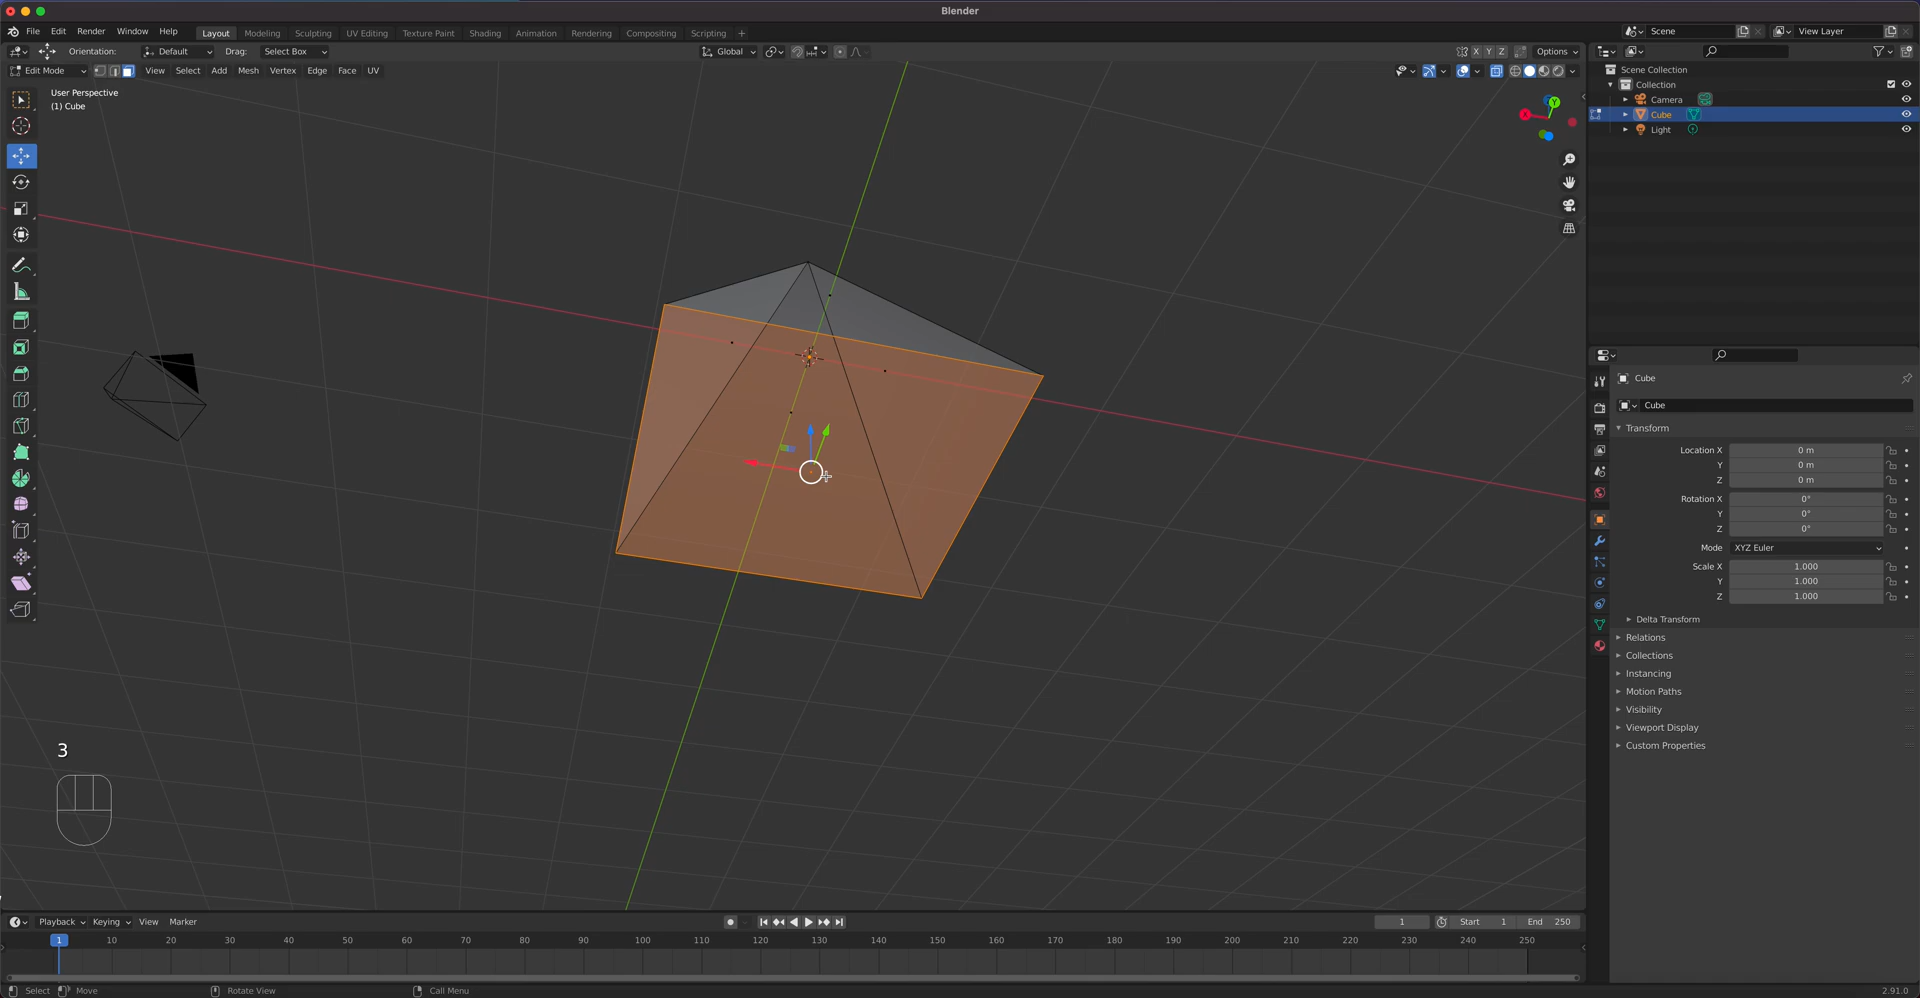 Blender
File Edit Render Window Help Layout Modeling Sculpting UV Editing Texture Paint Shading Animation Rendering Compositing Scripting + Scene View Layer
Orientation: Default Drag: Select Box Global X Y Z Options
Edit Mode View Select Add Mesh Vertex Edge Face UV
User Perspective
(1) Cube
Y
X
3
Scene Collection
Collection
Camera
Cube
Light
Cube
Cube
Transform
Location X 0 m
Y 0 m
Z 0 m
Rotation X 0°
Y 0°
Z 0°
Mode XYZ Euler
Scale X 1.000
Y 1.000
Z 1.000
Delta Transform
Relations
Collections
Instancing
Motion Paths
Visibility
Viewport Display
Custom Properties
Playback Keying View Marker 1 Start 1 End 250
1 10 20 30 40 50 60 70 80 90 100 110 120 130 140 150 160 170 180 190 200 210 220 230 240 250
Select Move Rotate View Call Menu 2.91.0